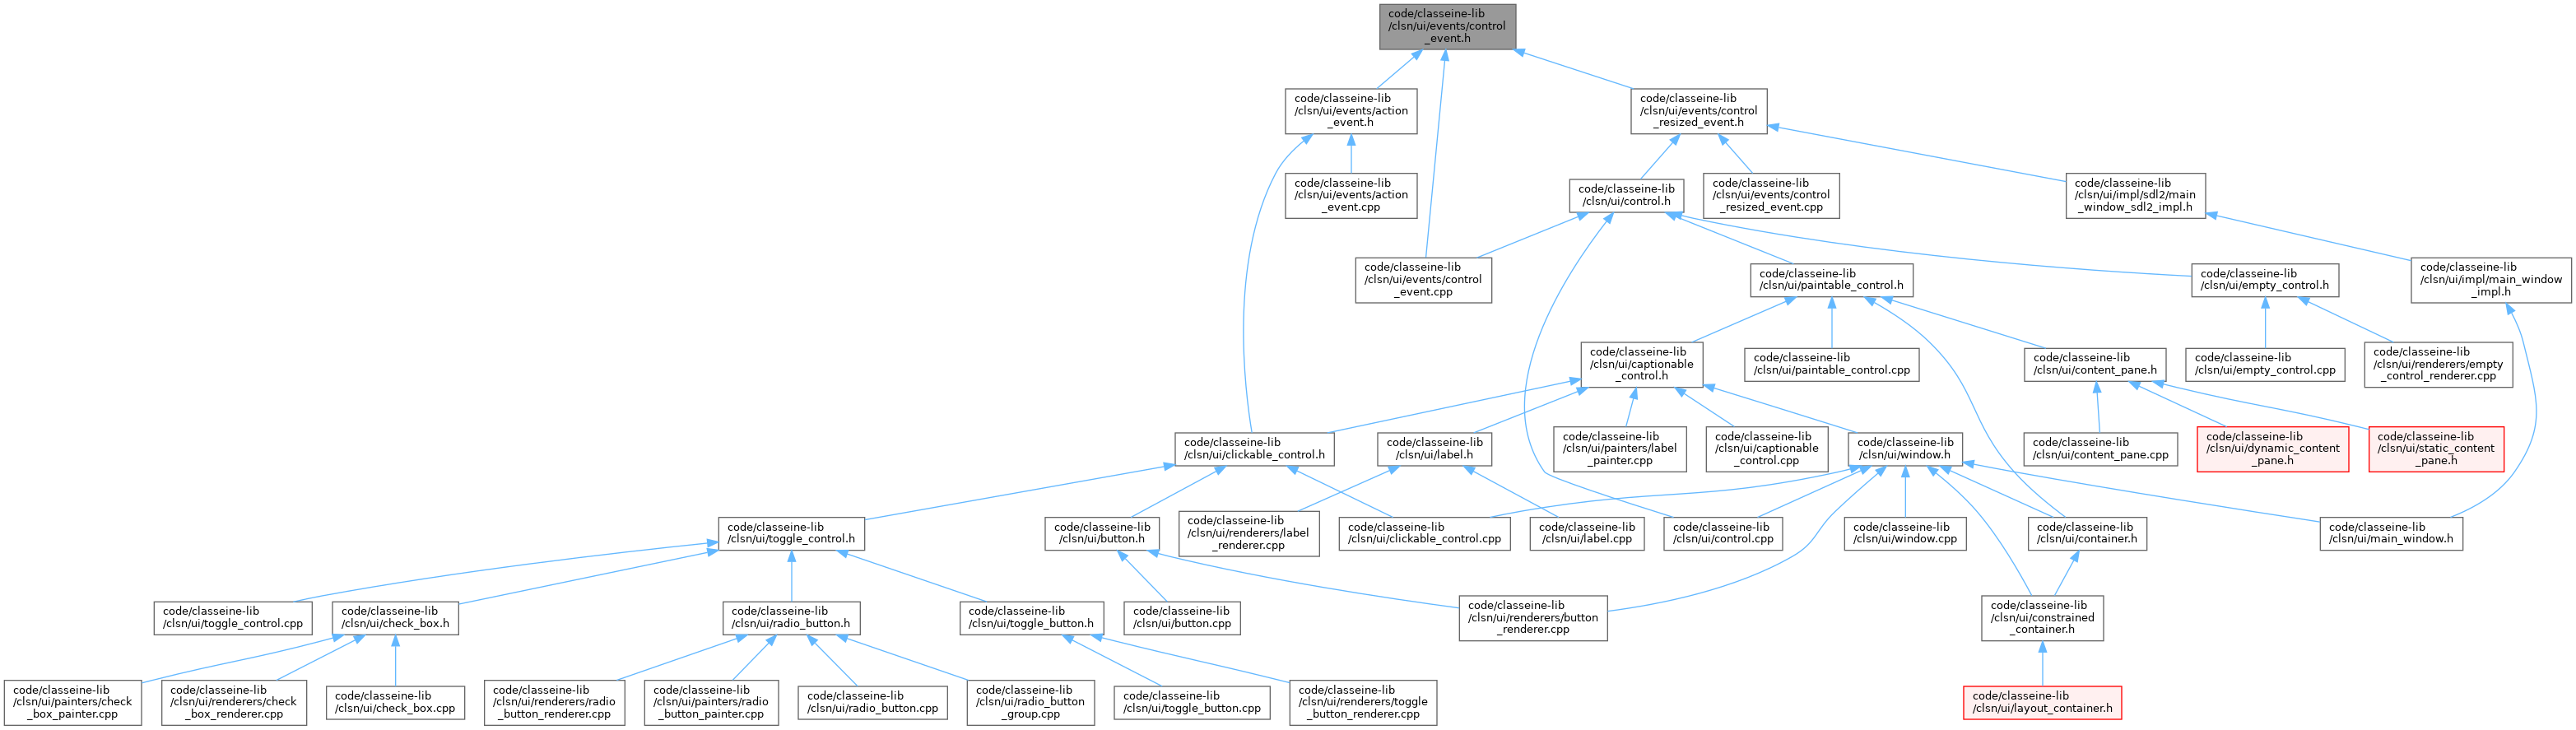 code/classeine-lib
/clsn/ui/events/control
_event.h
code/classeine-lib
/clsn/ui/events/action
_event.h
code/classeine-lib
/clsn/ui/events/control
_resized_event.h
code/classeine-lib
/clsn/ui/events/action
_event.cpp
code/classeine-lib
/clsn/ui/control.h
code/classeine-lib
/clsn/ui/events/control
_resized_event.cpp
code/classeine-lib
/clsn/ui/impl/sdl2/main
_window_sdl2_impl.h
code/classeine-lib
/clsn/ui/events/control
_event.cpp
code/classeine-lib
/clsn/ui/paintable_control.h
code/classeine-lib
/clsn/ui/empty_control.h
code/classeine-lib
/clsn/ui/impl/main_window
_impl.h
code/classeine-lib
/clsn/ui/captionable
_control.h
code/classeine-lib
/clsn/ui/paintable_control.cpp
code/classeine-lib
/clsn/ui/content_pane.h
code/classeine-lib
/clsn/ui/empty_control.cpp
code/classeine-lib
/clsn/ui/renderers/empty
_control_renderer.cpp
code/classeine-lib
/clsn/ui/clickable_control.h
code/classeine-lib
/clsn/ui/label.h
code/classeine-lib
/clsn/ui/painters/label
_painter.cpp
code/classeine-lib
/clsn/ui/captionable
_control.cpp
code/classeine-lib
/clsn/ui/window.h
code/classeine-lib
/clsn/ui/content_pane.cpp
code/classeine-lib
/clsn/ui/dynamic_content
_pane.h
code/classeine-lib
/clsn/ui/static_content
_pane.h
code/classeine-lib
/clsn/ui/toggle_control.h
code/classeine-lib
/clsn/ui/button.h
code/classeine-lib
/clsn/ui/renderers/label
_renderer.cpp
code/classeine-lib
/clsn/ui/clickable_control.cpp
code/classeine-lib
/clsn/ui/label.cpp
code/classeine-lib
/clsn/ui/control.cpp
code/classeine-lib
/clsn/ui/window.cpp
code/classeine-lib
/clsn/ui/container.h
code/classeine-lib
/clsn/ui/main_window.h
code/classeine-lib
/clsn/ui/toggle_control.cpp
code/classeine-lib
/clsn/ui/check_box.h
code/classeine-lib
/clsn/ui/radio_button.h
code/classeine-lib
/clsn/ui/toggle_button.h
code/classeine-lib
/clsn/ui/button.cpp
code/classeine-lib
/clsn/ui/renderers/button
_renderer.cpp
code/classeine-lib
/clsn/ui/constrained
_container.h
code/classeine-lib
/clsn/ui/painters/check
_box_painter.cpp
code/classeine-lib
/clsn/ui/renderers/check
_box_renderer.cpp
code/classeine-lib
/clsn/ui/check_box.cpp
code/classeine-lib
/clsn/ui/renderers/radio
_button_renderer.cpp
code/classeine-lib
/clsn/ui/painters/radio
_button_painter.cpp
code/classeine-lib
/clsn/ui/radio_button.cpp
code/classeine-lib
/clsn/ui/radio_button
_group.cpp
code/classeine-lib
/clsn/ui/toggle_button.cpp
code/classeine-lib
/clsn/ui/renderers/toggle
_button_renderer.cpp
code/classeine-lib
/clsn/ui/layout_container.h